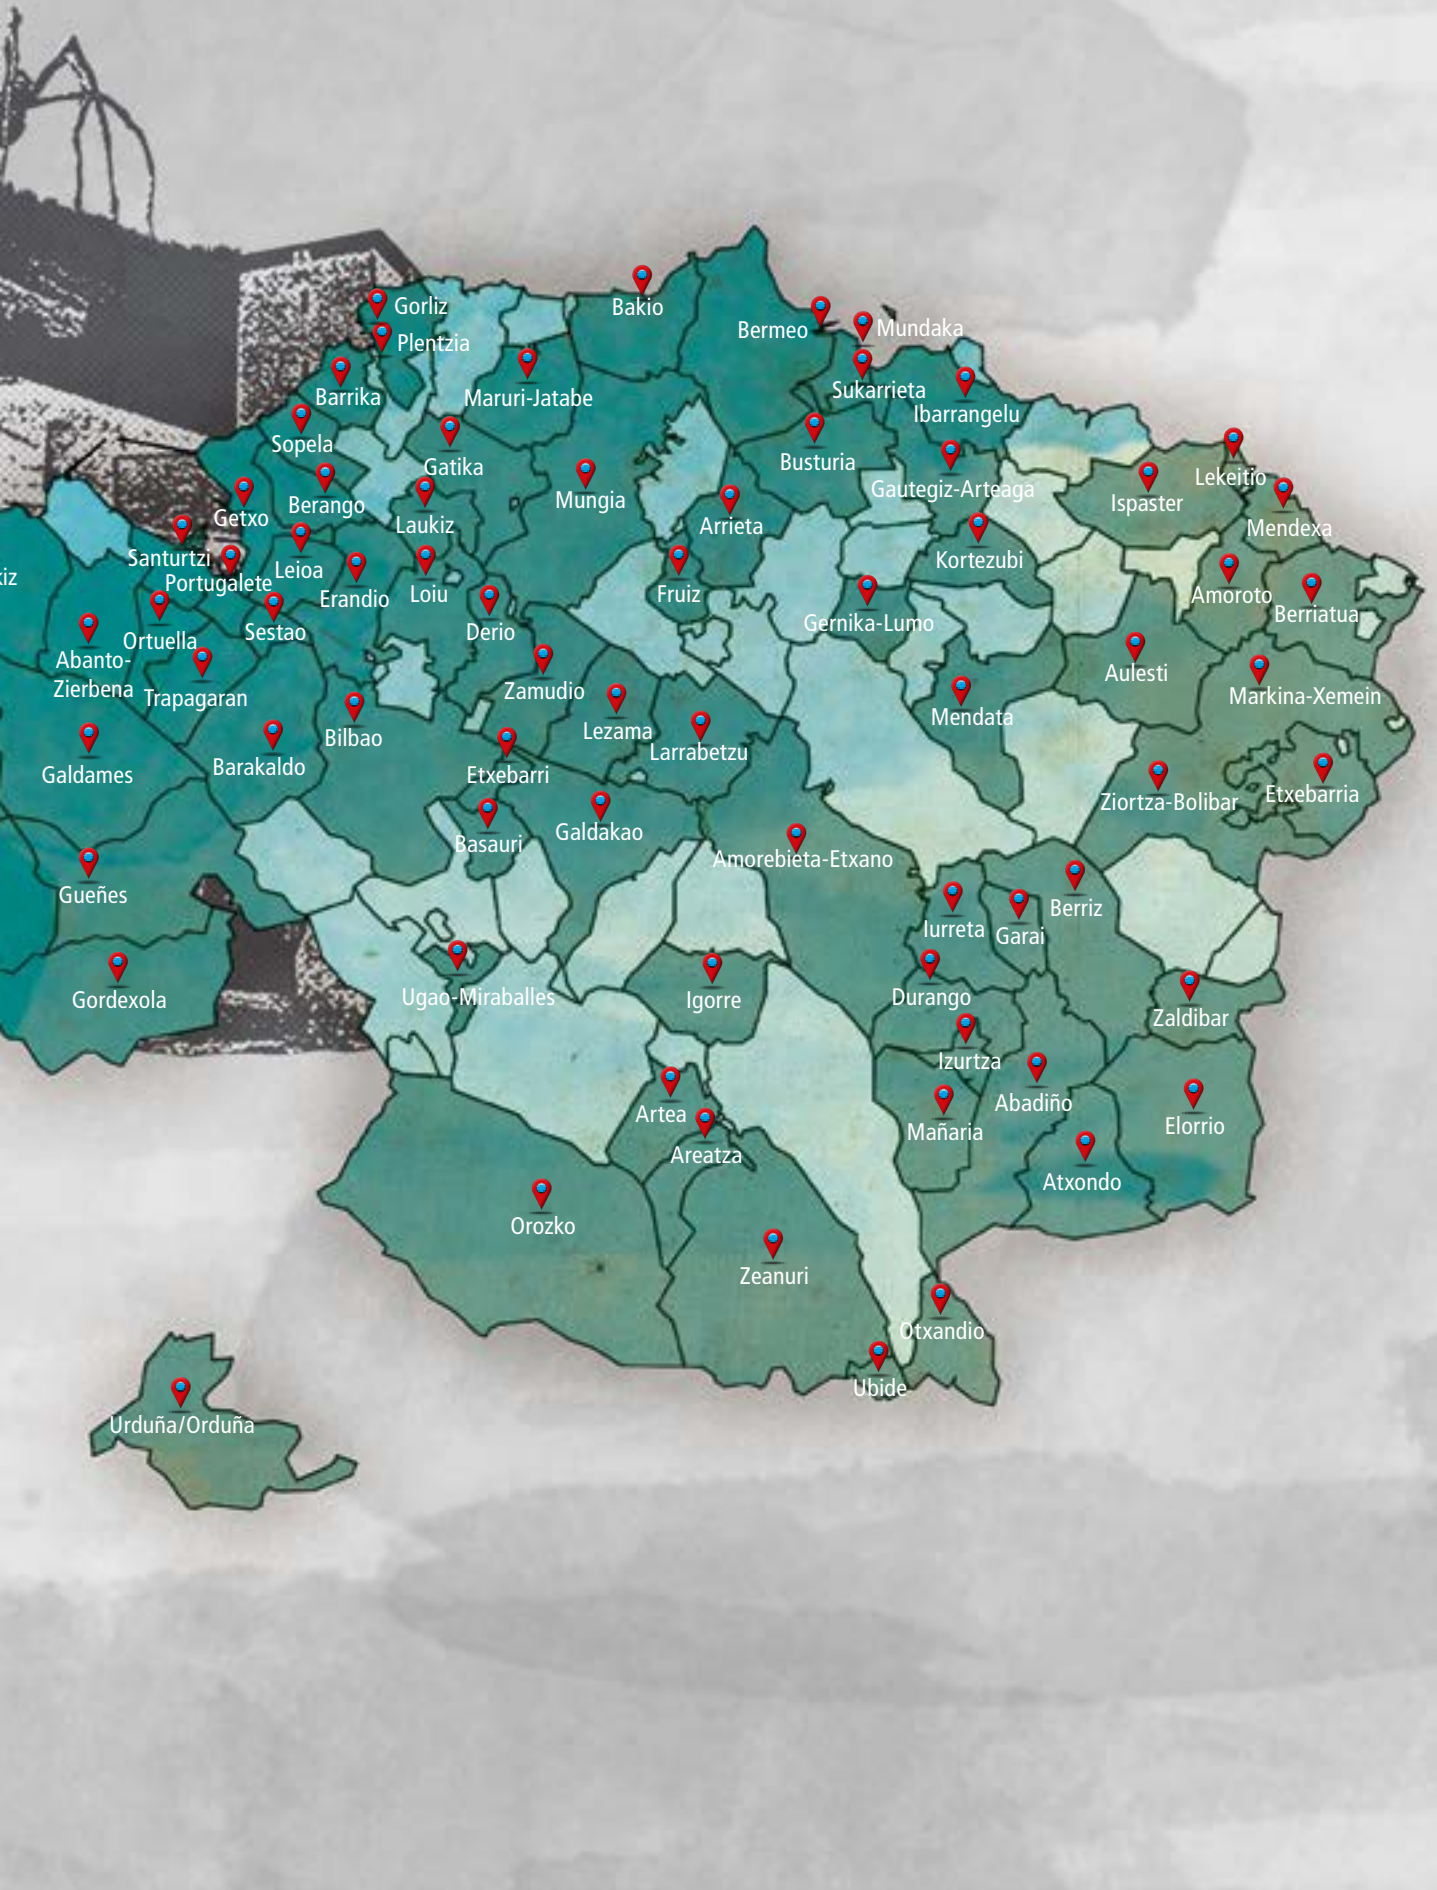 Bakio
Gorliz
Mundaka
Bermeo
Plentzia
Sukarrieta
Barrika
Maruri-Jatabe
Ibarrangelu
Sopela
Busturia
Gatika
Lekeitio
Gautegiz-Arteaga
Mungia
Ispaster
Berango
Getxo
Laukiz
Arrieta
Mendexa
Santurtzi
Kortezubi
Leioa
iz
Portugalete
Loiu
Fruiz
Amoroto
Erandio
Berriatua
Gernika-Lumo
Sestao
Derio
Ortuella
Abanto-
Zierbena
Aulesti
Zamudio
Trapagaran
Markina-Xemein
Mendata
Lezama
Bilbao
Larrabetzu
Barakaldo
Galdames
Etxebarri
Etxebarria
Ziortza-Bolibar
Galdakao
Basauri
Amorebieta-Etxano
Gueñes
Berriz
Iurreta
Garai
Ugao-Miraballes
Durango
Gordexola
Igorre
Zaldibar
Izurtza
Abadiño
Artea
Elorrio
Mañaria
Areatza
Atxondo
Orozko
Zeanuri
Otxandio
Ubide
Urduña/Orduña